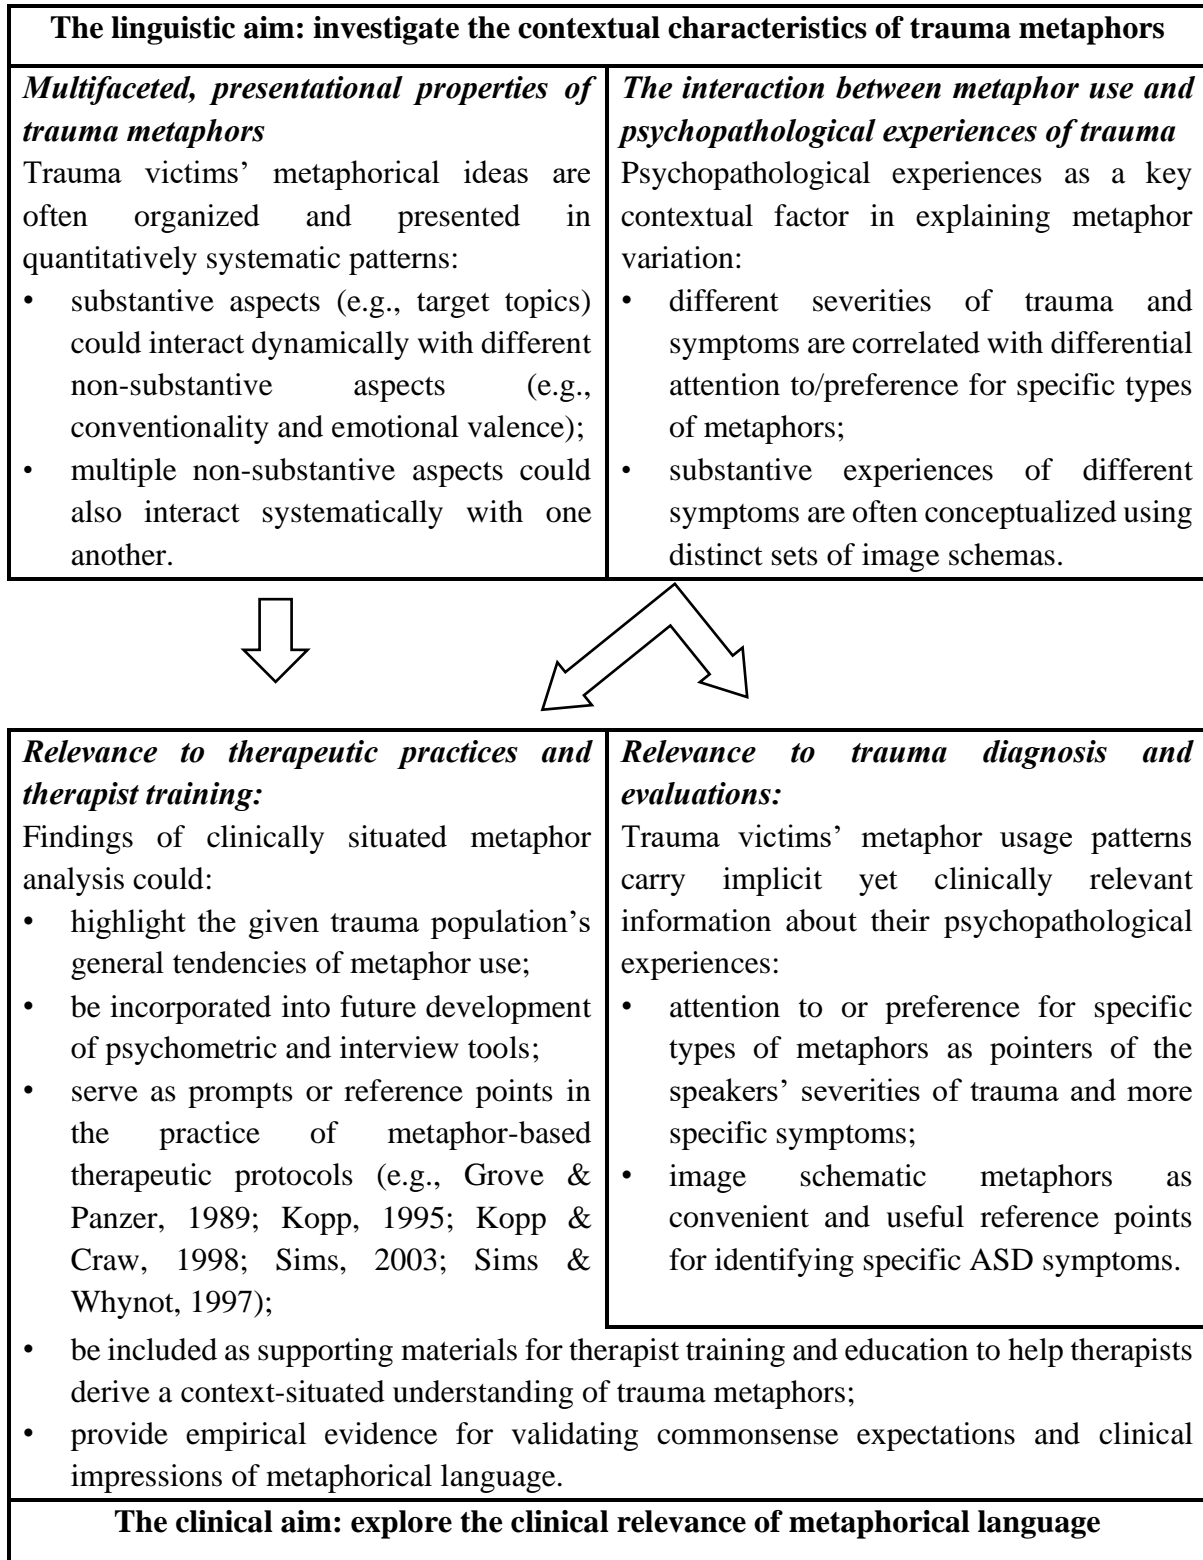 The linguistic aim: investigate the contextual characteristics of trauma metaphors
Multifaceted, presentational properties of
trauma metaphors
Trauma victims’ metaphorical ideas are
often organized and presented in
quantitatively systematic patterns:
• substantive aspects (e.g., target topics)
could interact dynamically with different
non-substantive aspects (e.g.,
conventionality and emotional valence);
• multiple non-substantive aspects could
also interact systematically with one
another.
The interaction between metaphor use and
psychopathological experiences of trauma
Psychopathological experiences as a key
contextual factor in explaining metaphor
variation:
• different severities of trauma and
symptoms are correlated with differential
attention to/preference for specific types
of metaphors;
• substantive experiences of different
symptoms are often conceptualized using
distinct sets of image schemas.
Relevance to therapeutic practices and
therapist training:
Findings of clinically situated metaphor
analysis could:
• highlight the given trauma population’s
general tendencies of metaphor use;
• be incorporated into future development
of psychometric and interview tools;
• serve as prompts or reference points in
the practice of metaphor-based
therapeutic protocols (e.g., Grove &
Panzer, 1989; Kopp, 1995; Kopp &
Craw, 1998; Sims, 2003; Sims &
Whynot, 1997);
Relevance to trauma diagnosis and
evaluations:
Trauma victims’ metaphor usage patterns
carry implicit yet clinically relevant
information about their psychopathological
experiences:
• attention to or preference for specific
types of metaphors as pointers of the
speakers’ severities of trauma and more
specific symptoms;
• image schematic metaphors as
convenient and useful reference points
for identifying specific ASD symptoms.
• be included as supporting materials for therapist training and education to help therapists
derive a context-situated understanding of trauma metaphors;
• provide empirical evidence for validating commonsense expectations and clinical
impressions of metaphorical language.
The clinical aim: explore the clinical relevance of metaphorical language